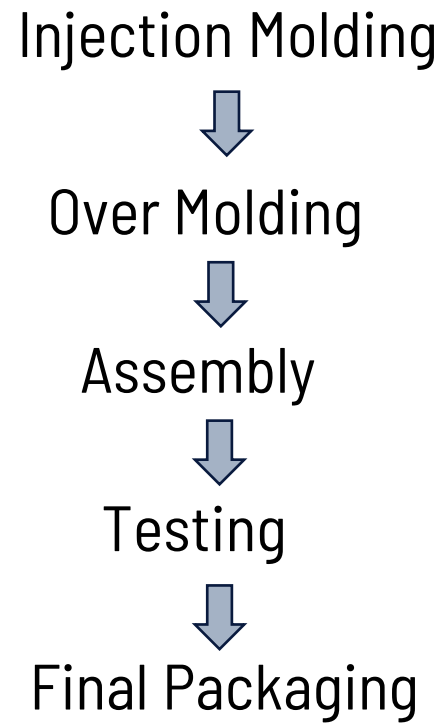 Injection Molding
Over Molding
Assembly
Testing
Final Packaging